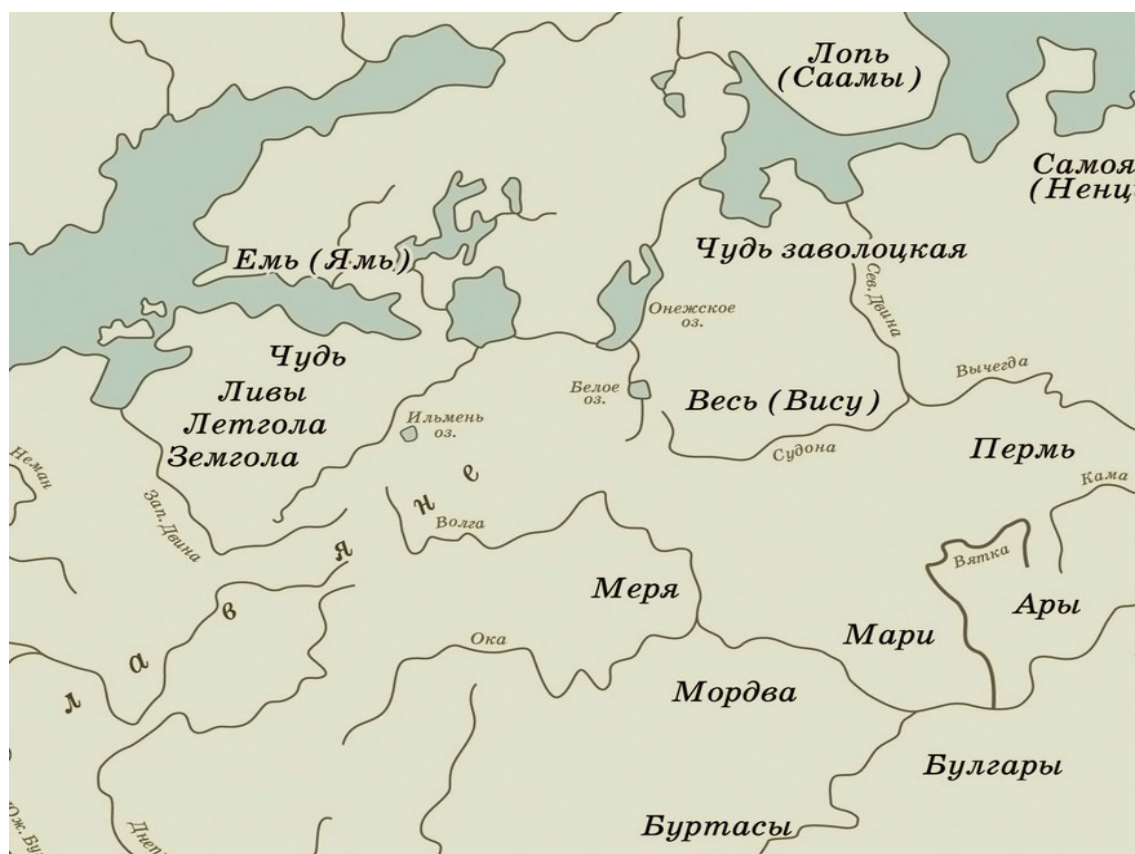 Лопь
(Саамы)
Самоя
(Ненц
Емь (Ямь)
Чудь заволоцкая
Сев. Двина
Онежское
оз.
Чудь
Ливы
Летгола
Земгола
Белое
оз.
Весь (Вису)
Вычегда
Ильмень
оз.
Судона
Пермь
Неман
Зап. Двина
Кама
Волга
Вятка
л а в я н е
Меря
Ары
Ока
Мари
Мордва
Булгары
Буртасы
Юж. Бу
Днеп